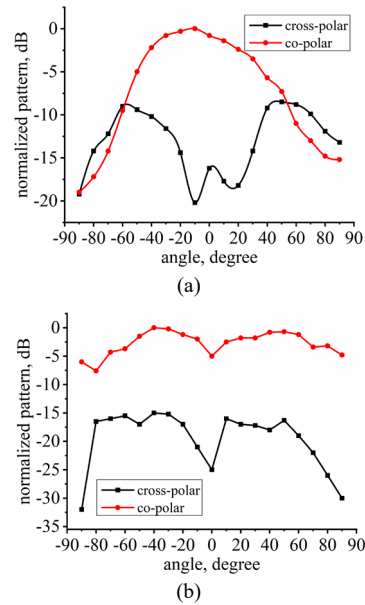 cross-polar
co-polar
normalized pattern, dB
0
-5
-10
-15
-20
-90 -80 -60 -40 -20 0 20 40 60 80 90
angle, degree
(a)
normalized pattern, dB
5
0
-5
-10
-15
-20
-25
-30
-35
cross-polar
co-polar
-90 -80 -60 -40 -20 0 20 40 60 80 90
angle, degree
(b)